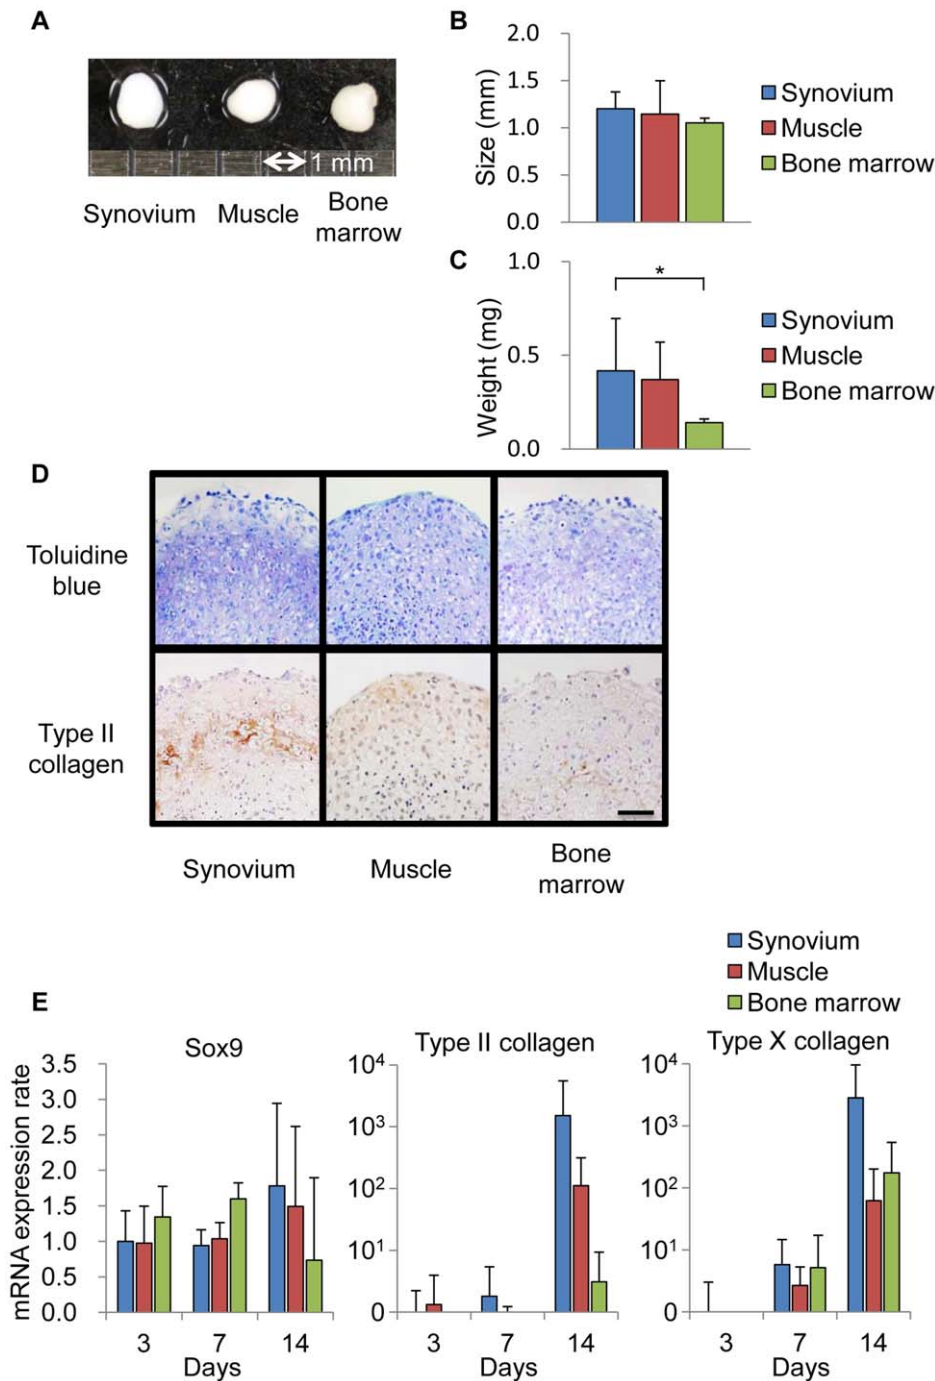 A
1 mm
Synovium
Muscle
Bone
marrow
B
2.0
1.5
1.0
0.5
0.0
Size (mm)
Synovium
Muscle
Bone marrow
C
1.0
0.5
0.0
Weight (mg)
*
Synovium
Muscle
Bone marrow
D
Toluidine
blue
Type II
collagen
Synovium
Muscle
Bone
marrow
Synovium
Muscle
Bone marrow
E
Sox9
mRNA expression rate
3.5
3.0
2.5
2.0
1.5
1.0
0.5
0.0
3 7 14
Days
Type II collagen
10⁴
10³
10²
10¹
0
3 7 14
Days
Type X collagen
10⁴
10³
10²
10¹
0
3 7 14
Days